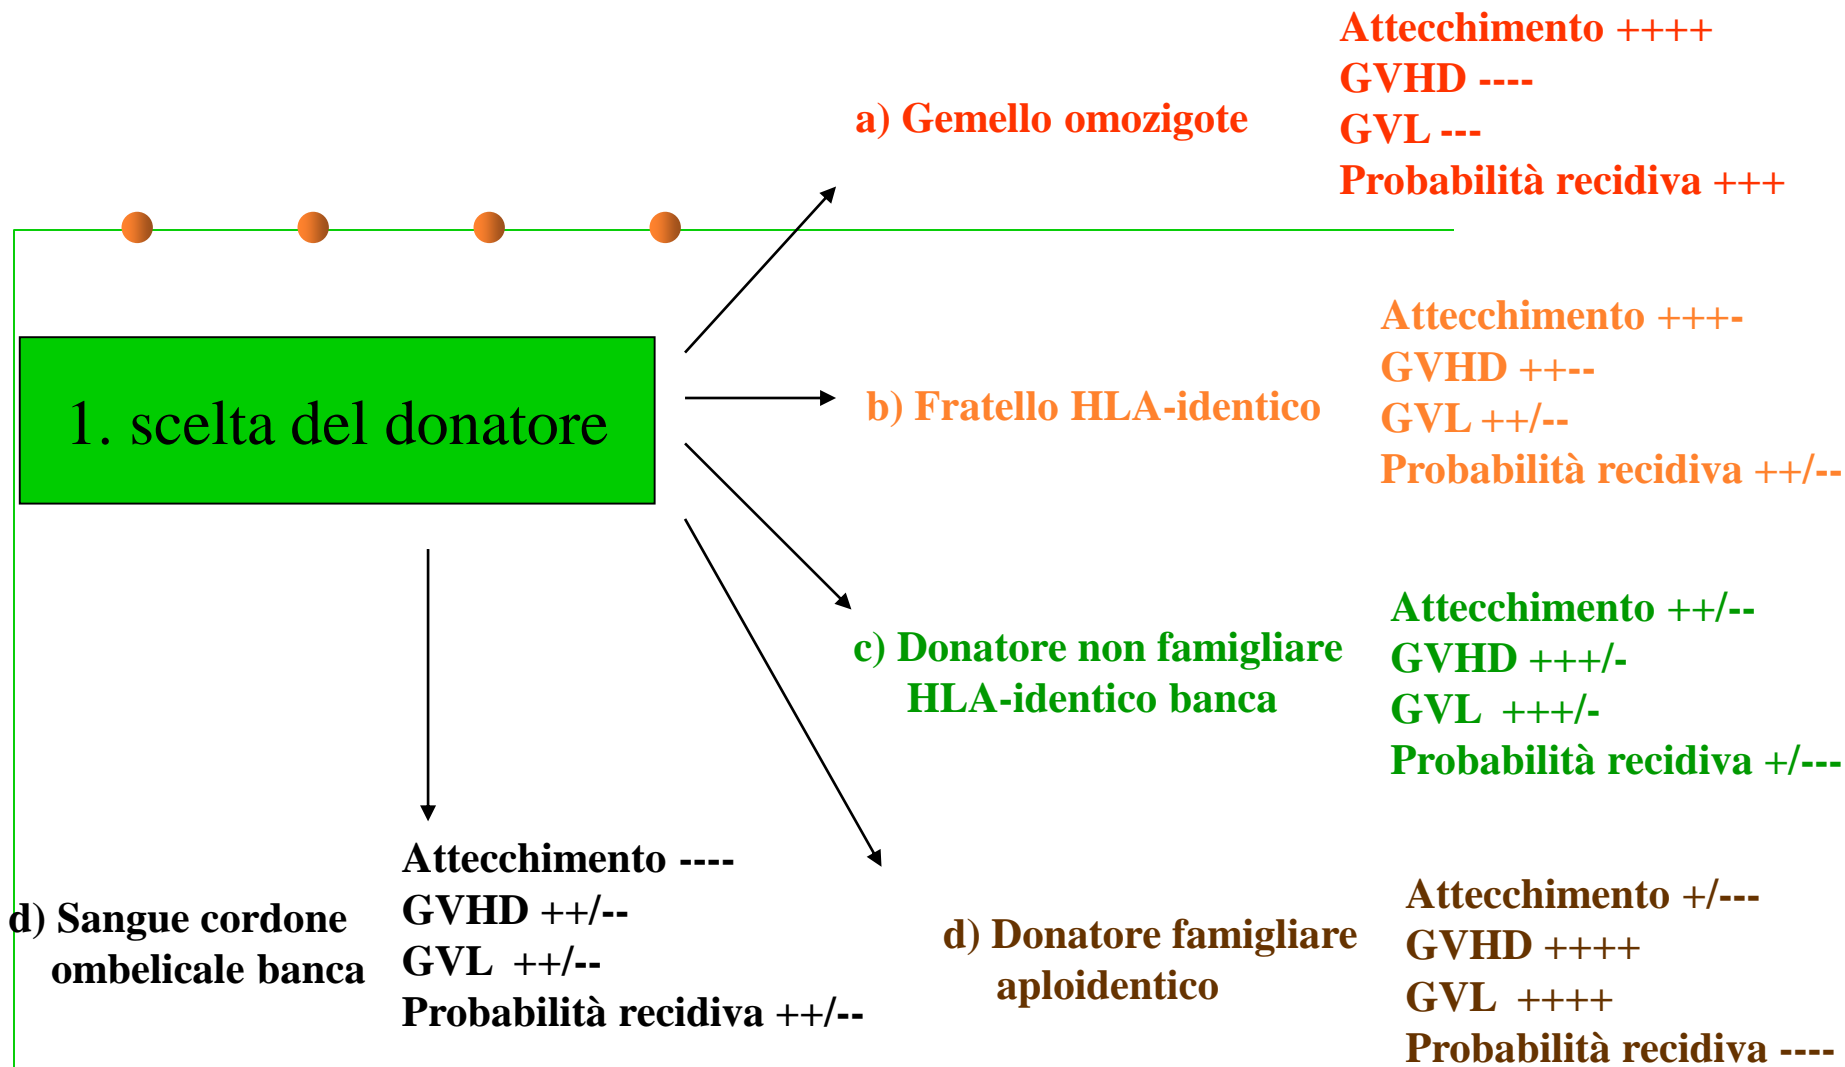 1. scelta del donatore
a) Gemello omozigote
Attecchimento ++++
GVHD ----
GVL ---
Probabilità recidiva +++
b) Fratello HLA-identico
Attecchimento +++-
GVHD ++--
GVL ++/--
Probabilità recidiva ++/--
c) Donatore non famigliare
HLA-identico banca
Attecchimento ++/--
GVHD +++/-
GVL +++/-
Probabilità recidiva +/---
d) Donatore famigliare
aploidentico
Attecchimento +/---
GVHD ++++
GVL ++++
Probabilità recidiva ----
d) Sangue cordone
ombelicale banca
Attecchimento ----
GVHD ++/--
GVL ++/--
Probabilità recidiva ++/--